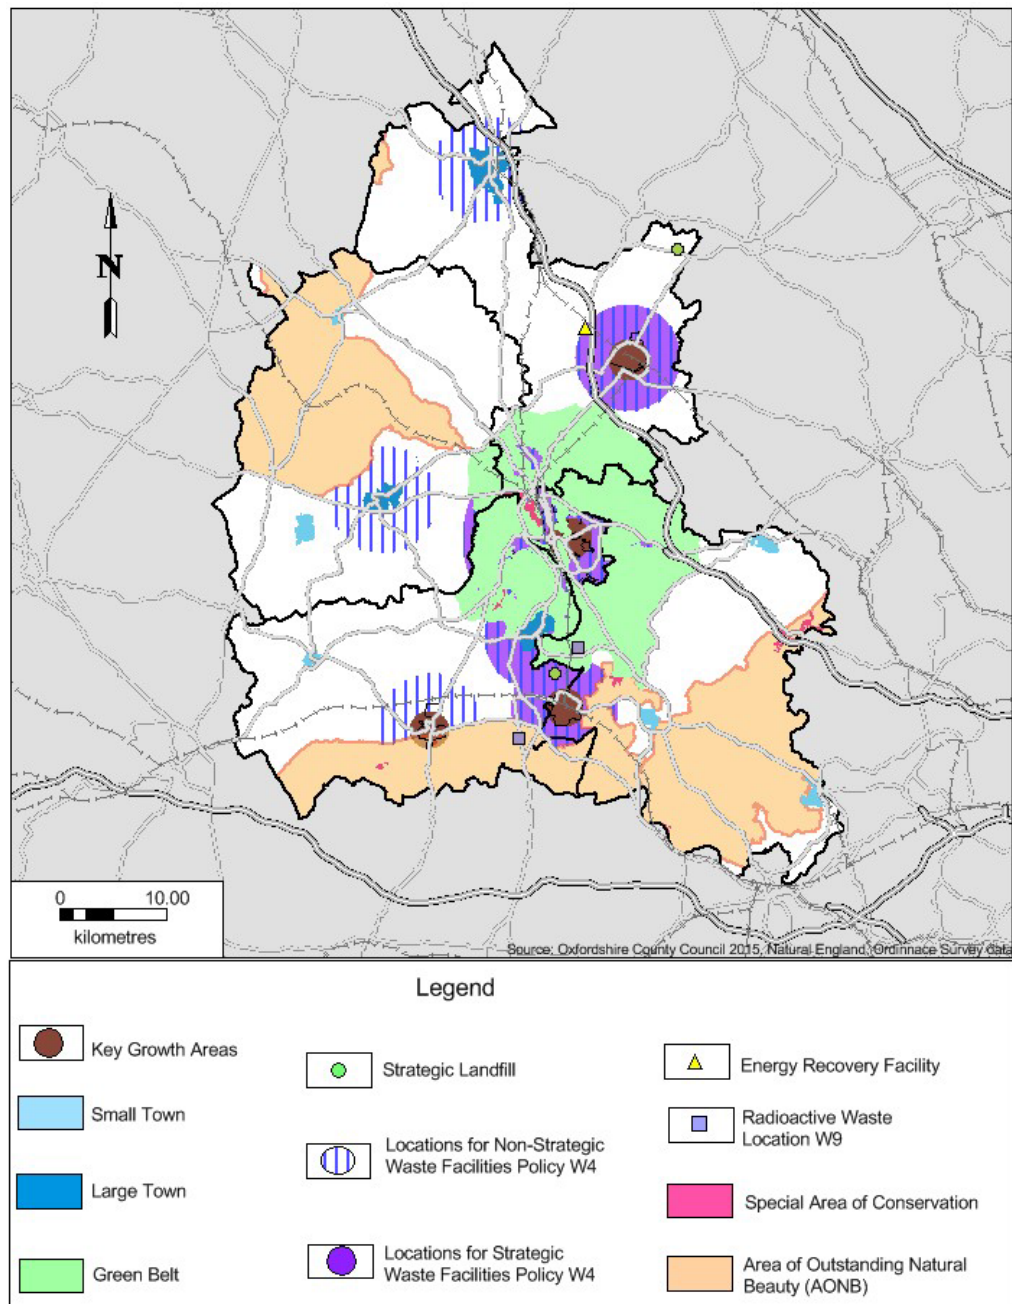 N
0 10.00
kilometres
Source: Oxfordshire County Council 2015, Natural England, Ordinnace Survey data
Legend
Key Growth Areas
Small Town
Large Town
Green Belt
Strategic Landfill
Locations for Non-Strategic
Waste Facilities Policy W4
Locations for Strategic
Waste Facilities Policy W4
Energy Recovery Facility
Radioactive Waste
Location W9
Special Area of Conservation
Area of Outstanding Natural
Beauty (AONB)